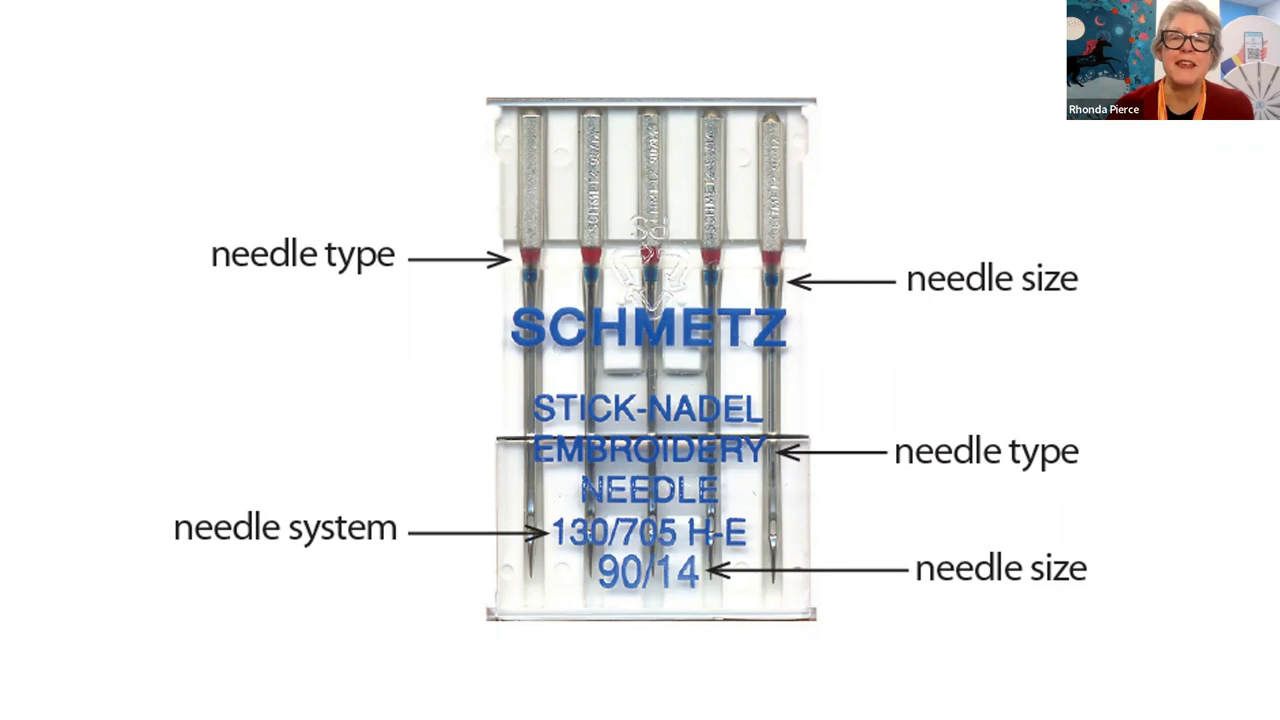 Rhonda Pierce
needle type
needle size
SCHMETZ
STICK-NADEL
EMBROIDERY
NEEDLE
needle type
needle system
130/705 H-E
90/14
needle size